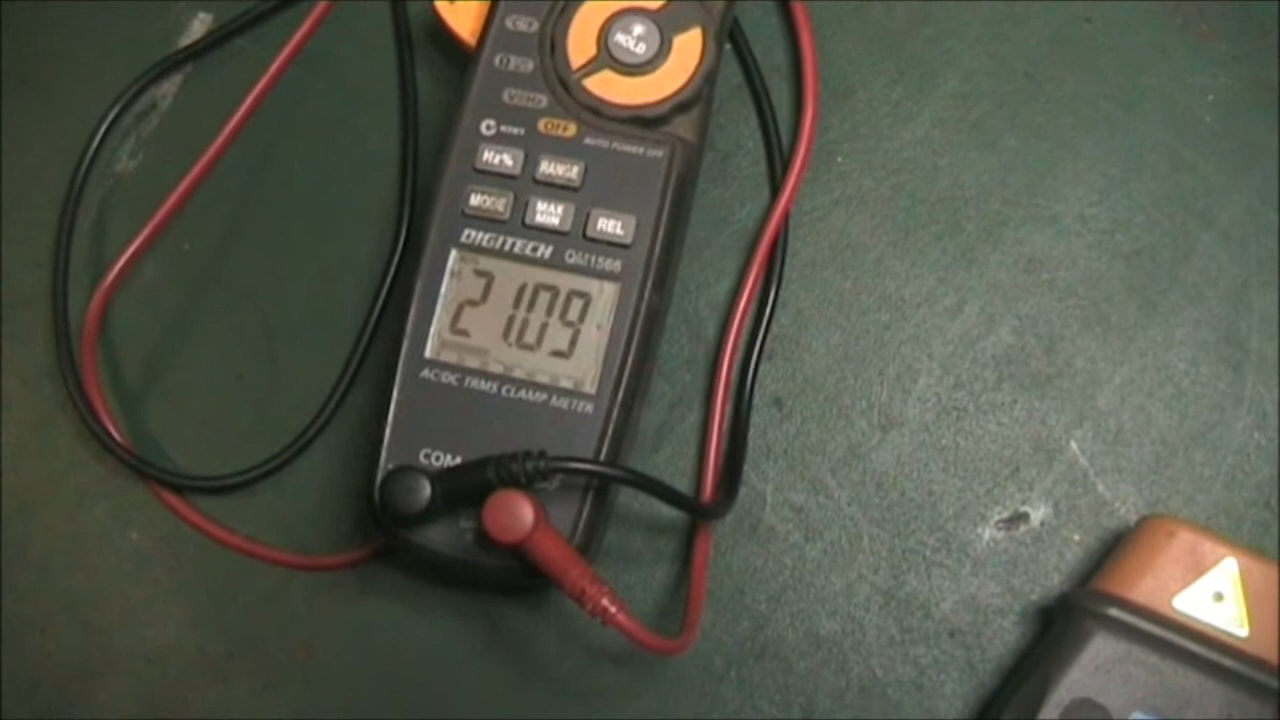 HOLD
OFF
AUTO POWER OFF
Hz% RANGE
MODE MAX MIN REL
DIGITECH QM1566
21.09
AC/DC TRMS CLAMP METER
COM